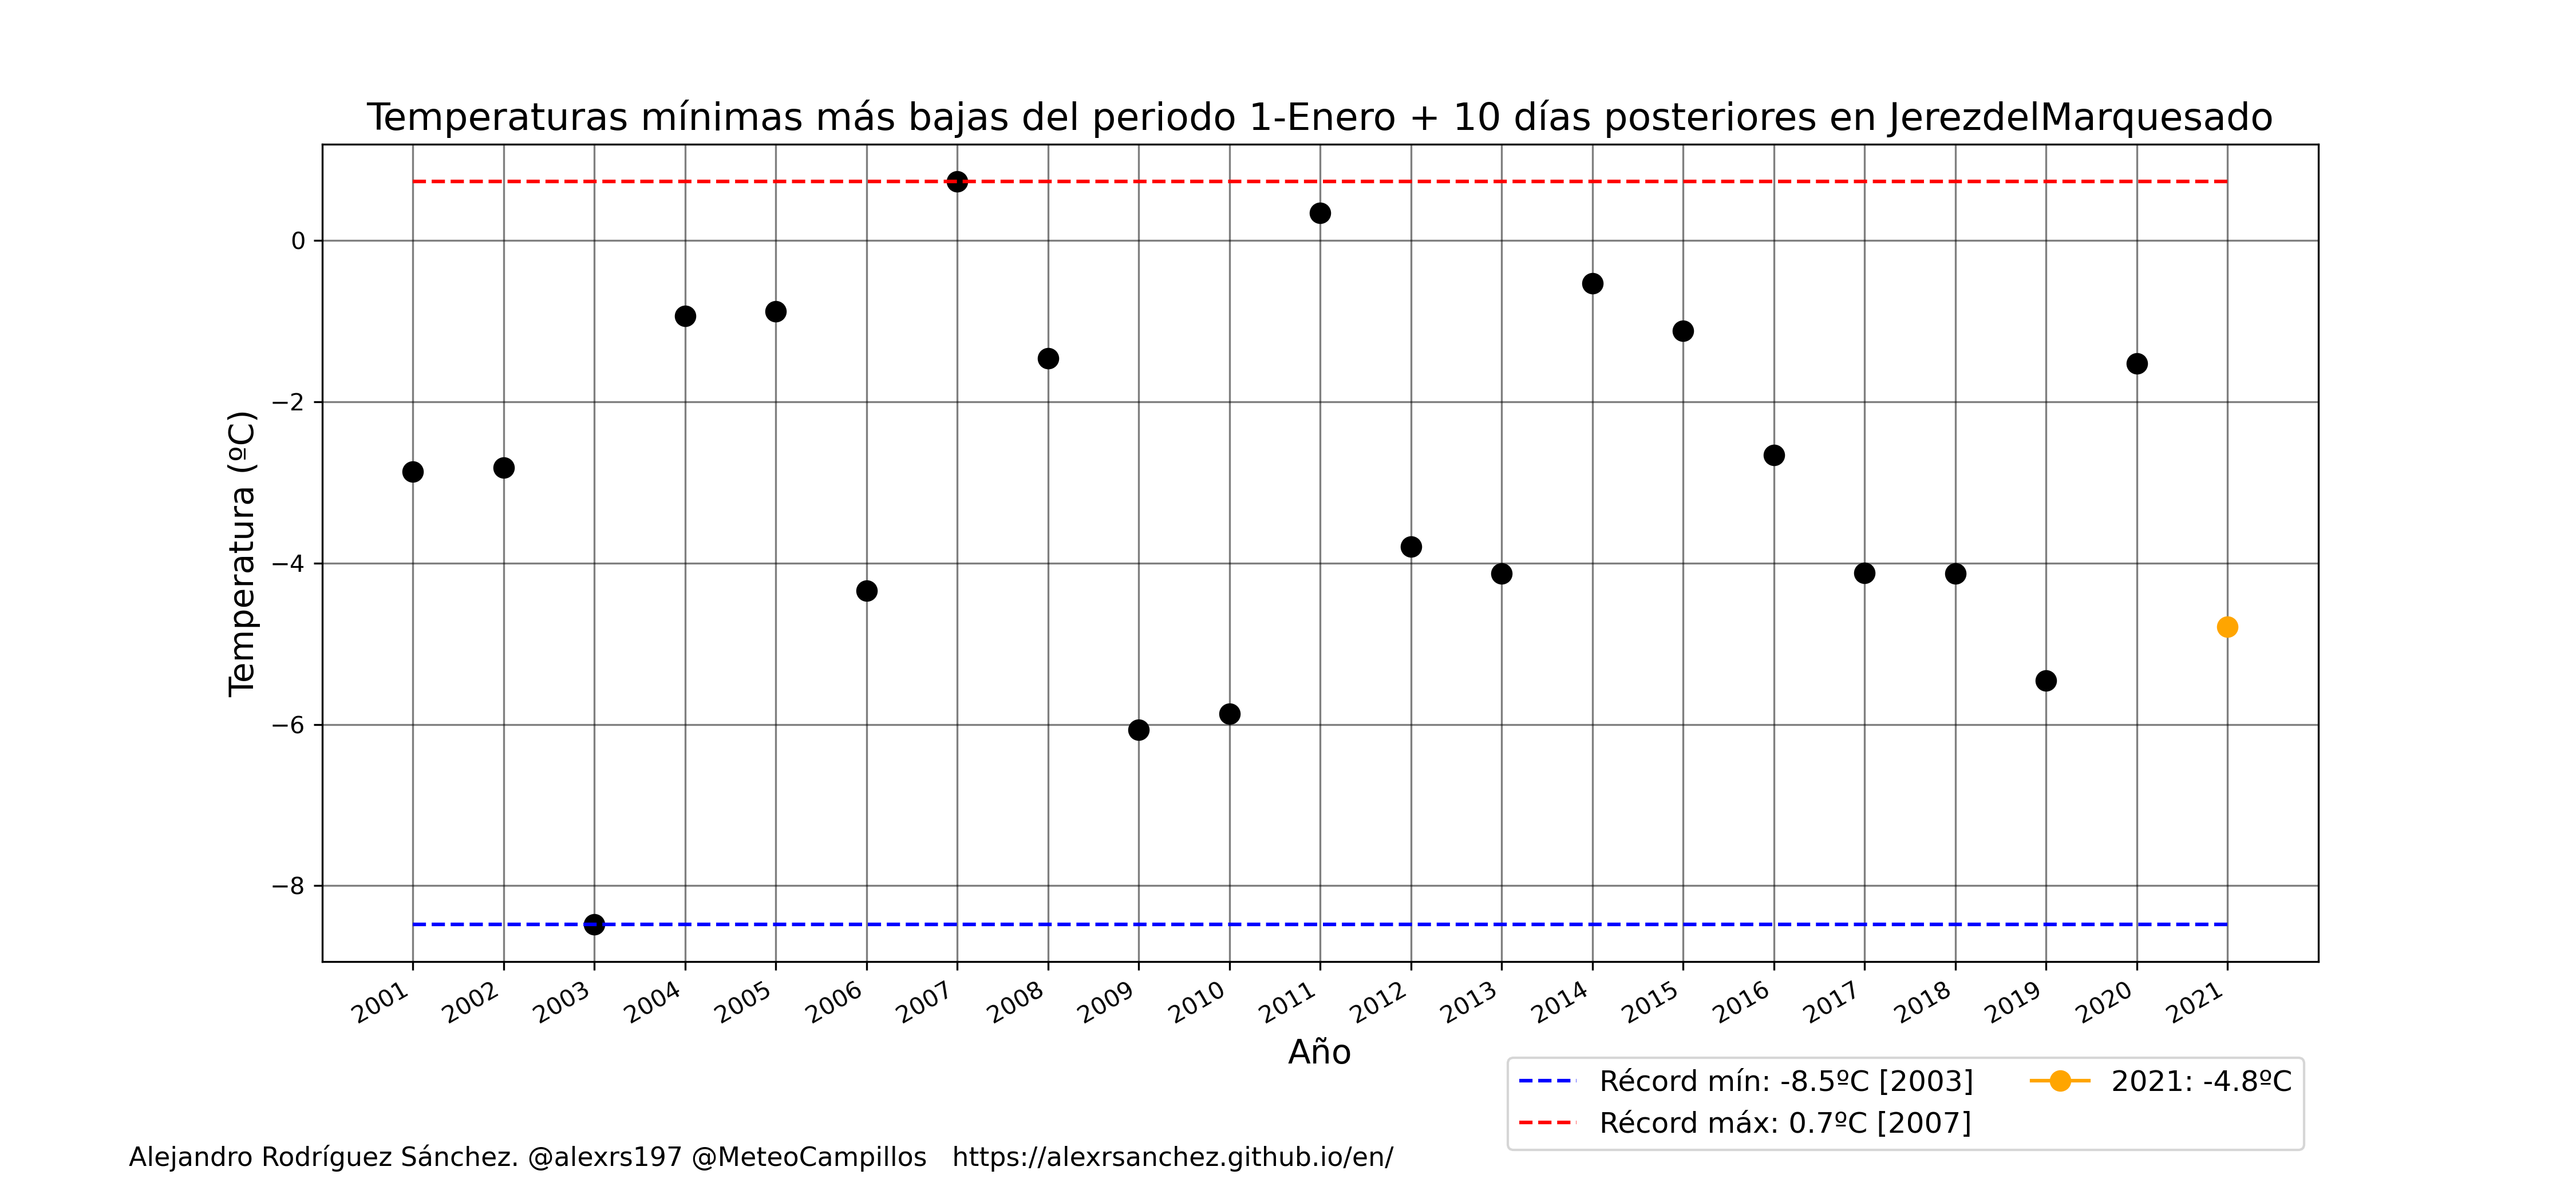 Temperaturas mínimas más bajas del periodo 1-Enero + 10 días posteriores en JerezdelMarquesado
Temperatura (ºC)
0
−2
−4
−6
−8
2001 2002 2003 2004 2005 2006 2007 2008 2009 2010 2011 2012 2013 2014 2015 2016 2017 2018 2019 2020 2021
Año
Récord mín: -8.5ºC [2003]
Récord máx: 0.7ºC [2007]
2021: -4.8ºC
Alejandro Rodríguez Sánchez. @alexrs197 @MeteoCampillos https://alexrsanchez.github.io/en/